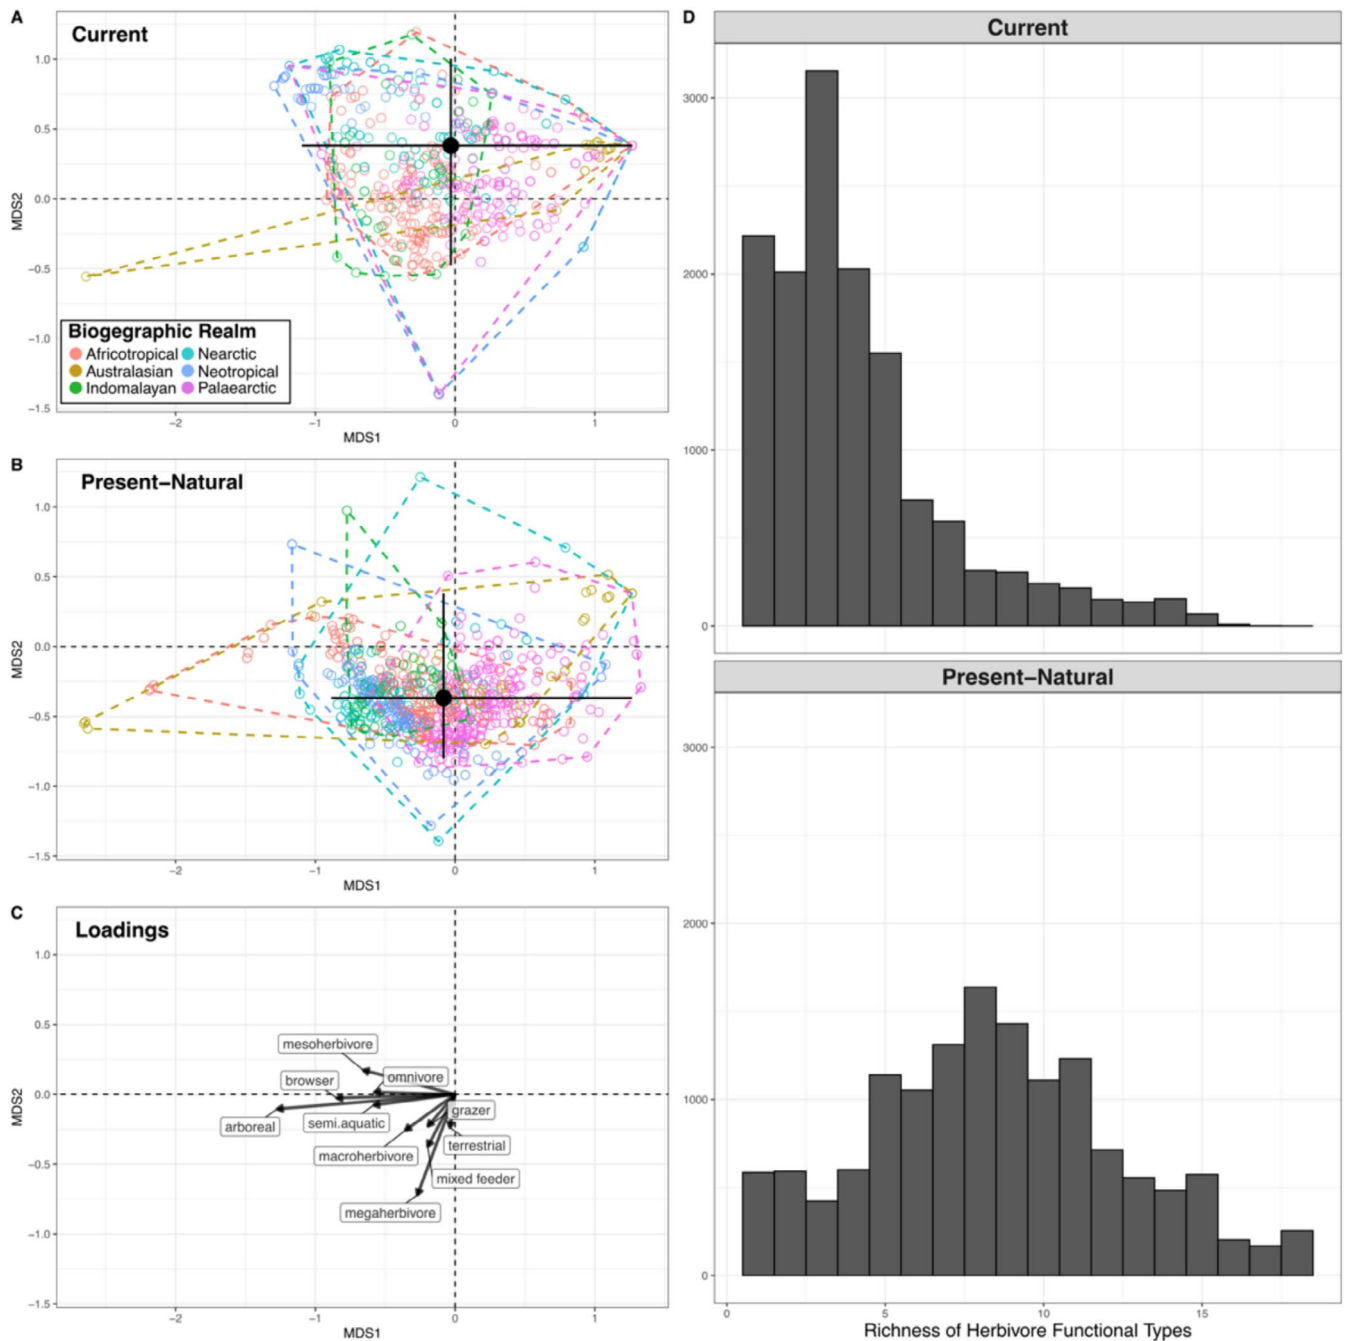 A
Current
1.0
0.5
0.0
−0.5
−1.0
−1.5
MDS2
Biogegraphic Realm
Africotropical
Nearctic
Australasian
Neotropical
Indomalayan
Palaearctic
−2
−1
0
1
MDS1
B
Present−Natural
1.0
0.5
0.0
−0.5
−1.0
−1.5
MDS2
−2
−1
0
1
MDS1
C
Loadings
1.0
0.5
0.0
−0.5
−1.0
−1.5
MDS2
mesoherbivore
omnivore
browser
grazer
arboreal
semi.aquatic
terrestrial
macroherbivore
mixed feeder
megaherbivore
−2
−1
0
1
MDS1
D
Current
3000
2000
1000
0
Present−Natural
3000
2000
1000
0
0
5
10
15
Richness of Herbivore Functional Types